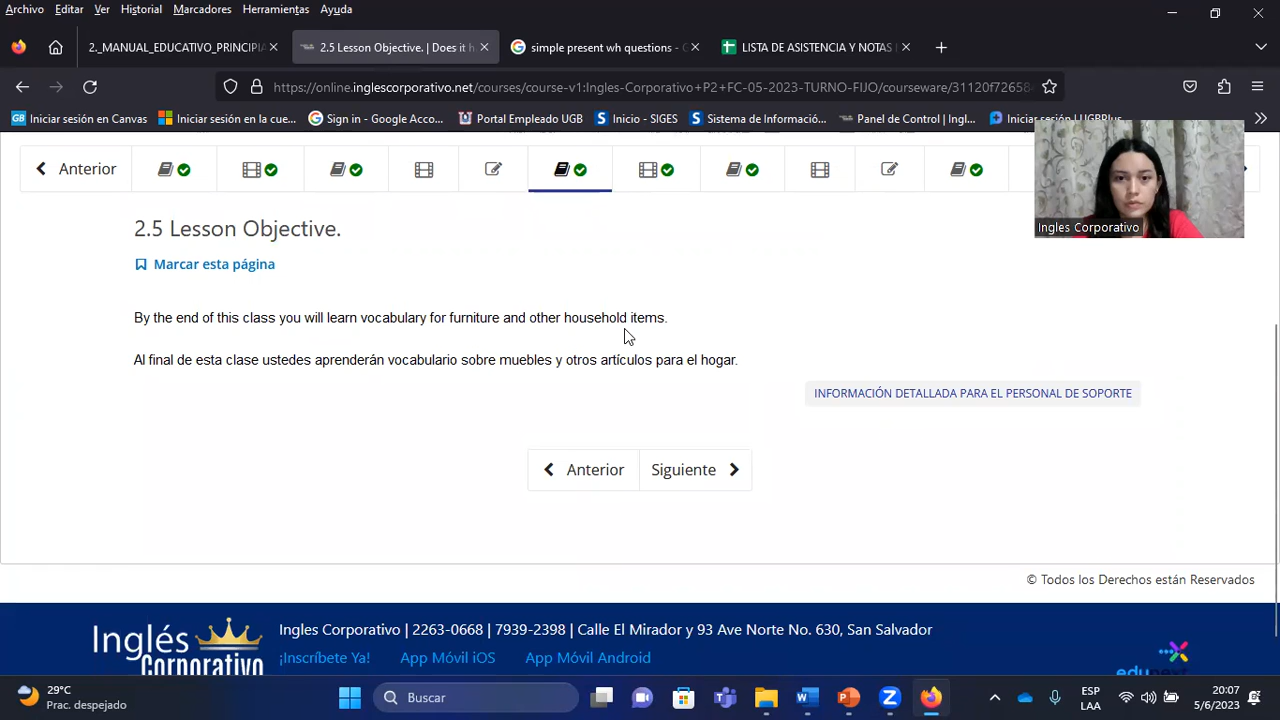 Archivo Editar Ver Historial Marcadores Herramientas Ayuda
2._MANUAL_EDUCATIVO_PRINCIPIA
2.5 Lesson Objective. | Does it h
simple present wh questions - G
LISTA DE ASISTENCIA Y NOTAS
https://online.inglescorporativo.net/courses/course-v1:Ingles-Corporativo+P2+FC-05-2023-TURNO-FIJO/courseware/31120f72658
Iniciar sesión en Canvas
Iniciar sesión en la cue...
Sign in - Google Acco...
Portal Empleado UGB
Inicio - SIGES
Sistema de Informació...
Panel de Control | Ingl...
Iniciar sesión | UGBPlus
Anterior
Ingles Corporativo
2.5 Lesson Objective.
Marcar esta página
By the end of this class you will learn vocabulary for furniture and other household items.
Al final de esta clase ustedes aprenderán vocabulario sobre muebles y otros artículos para el hogar.
INFORMACIÓN DETALLADA PARA EL PERSONAL DE SOPORTE
Anterior Siguiente
© Todos los Derechos están Reservados
Inglés
Corporativo
Ingles Corporativo | 2263-0668 | 7939-2398 | Calle El Mirador y 93 Ave Norte No. 630, San Salvador
¡Inscríbete Ya! App Móvil iOS App Móvil Android
edunext
29°C
Prac. despejado
Buscar
ESP
LAA
20:07
5/6/2023